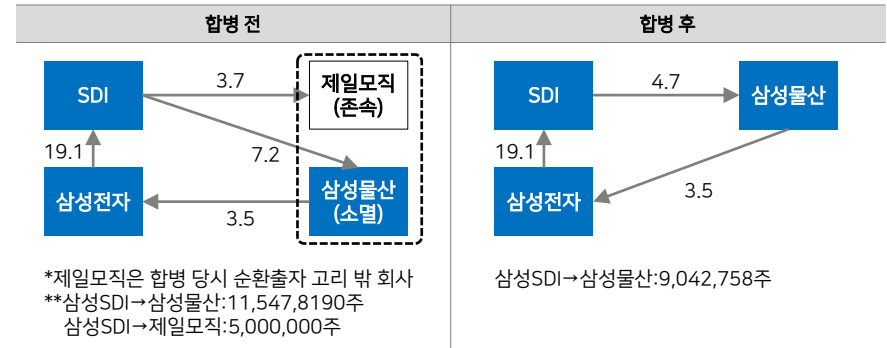 합병 전
합병 후
SDI
3.7
제일모직
(존속)
19.1
7.2
삼성전자
3.5
삼성물산
(소멸)
*제일모직은 합병 당시 순환출자 고리 밖 회사
**삼성SDI→삼성물산:11,547,8190주
삼성SDI→제일모직:5,000,000주
SDI
4.7
삼성물산
19.1
삼성전자
3.5
삼성SDI→삼성물산:9,042,758주